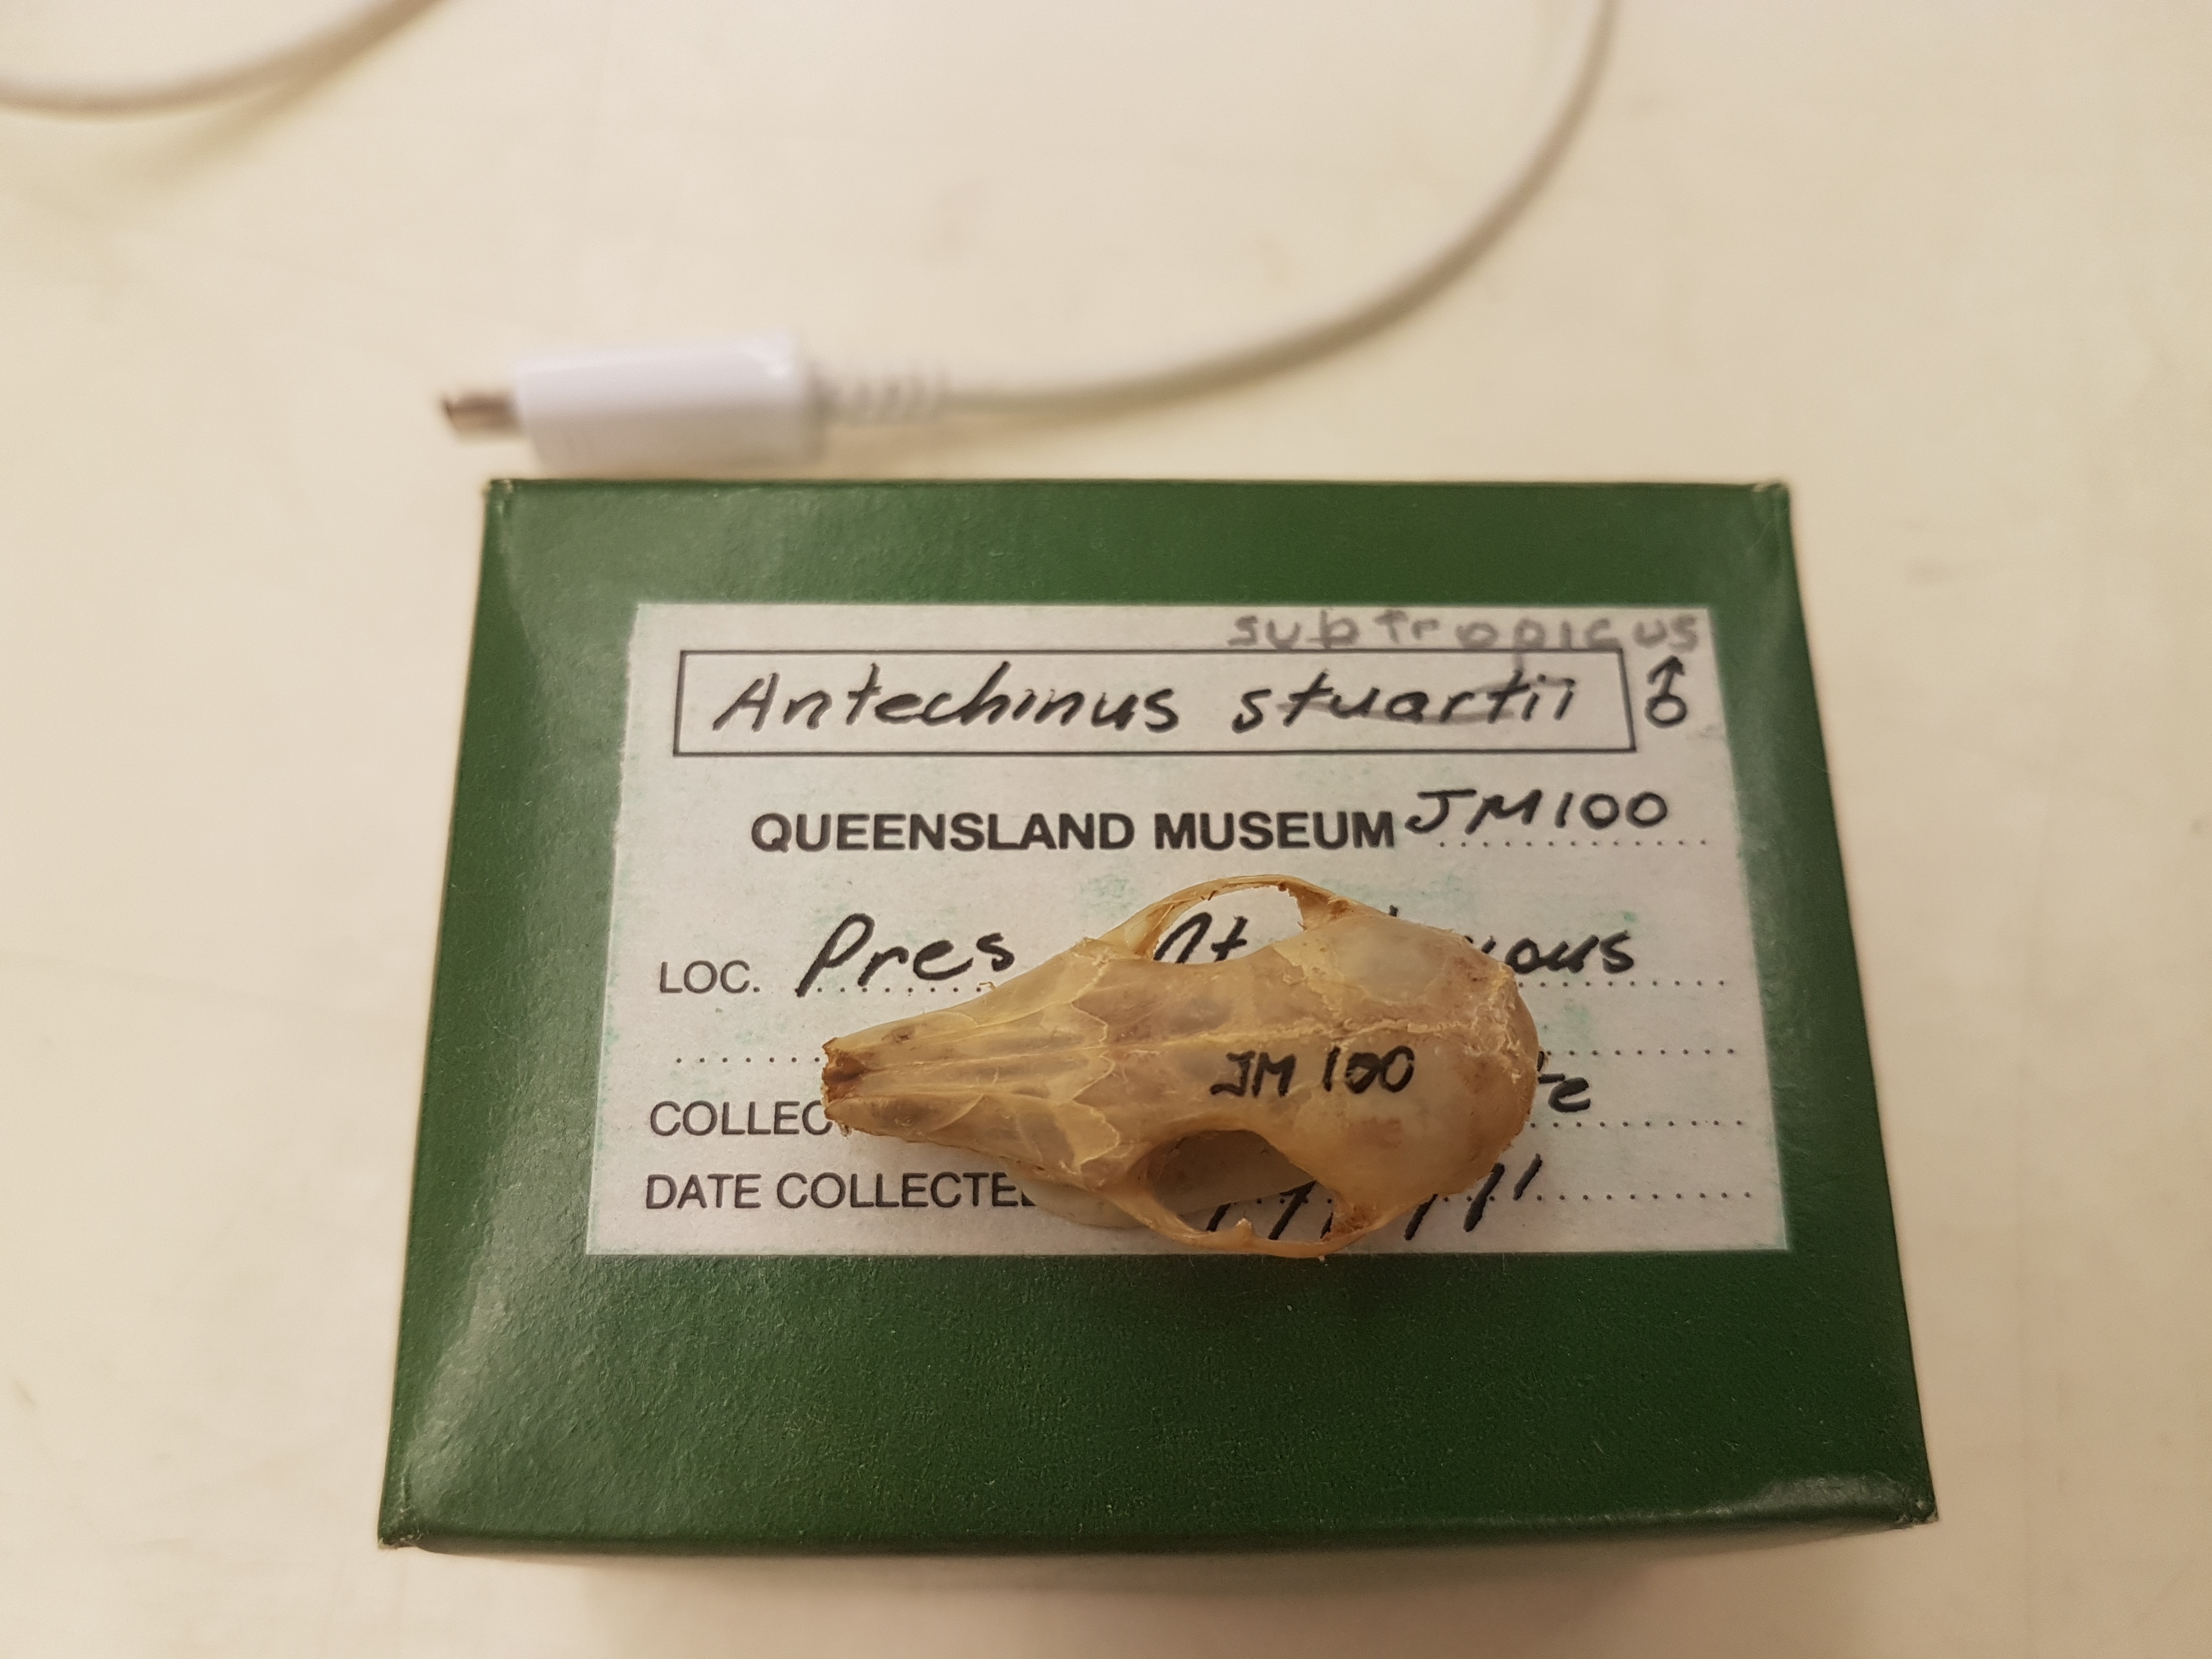 subtropicus
Antechinus stuartii ♂
QUEENSLAND MUSEUM JM100
LOC. Pres
COLLEC
DATE COLLECTE
JM 100